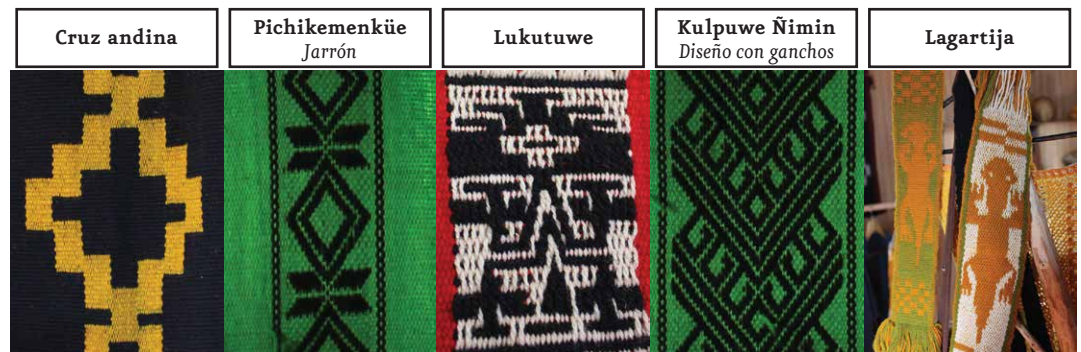 Cruz andina
Pichikemenküe
Jarrón
Lukutuwe
Kulpuwe Ñimin
Diseño con ganchos
Lagartija